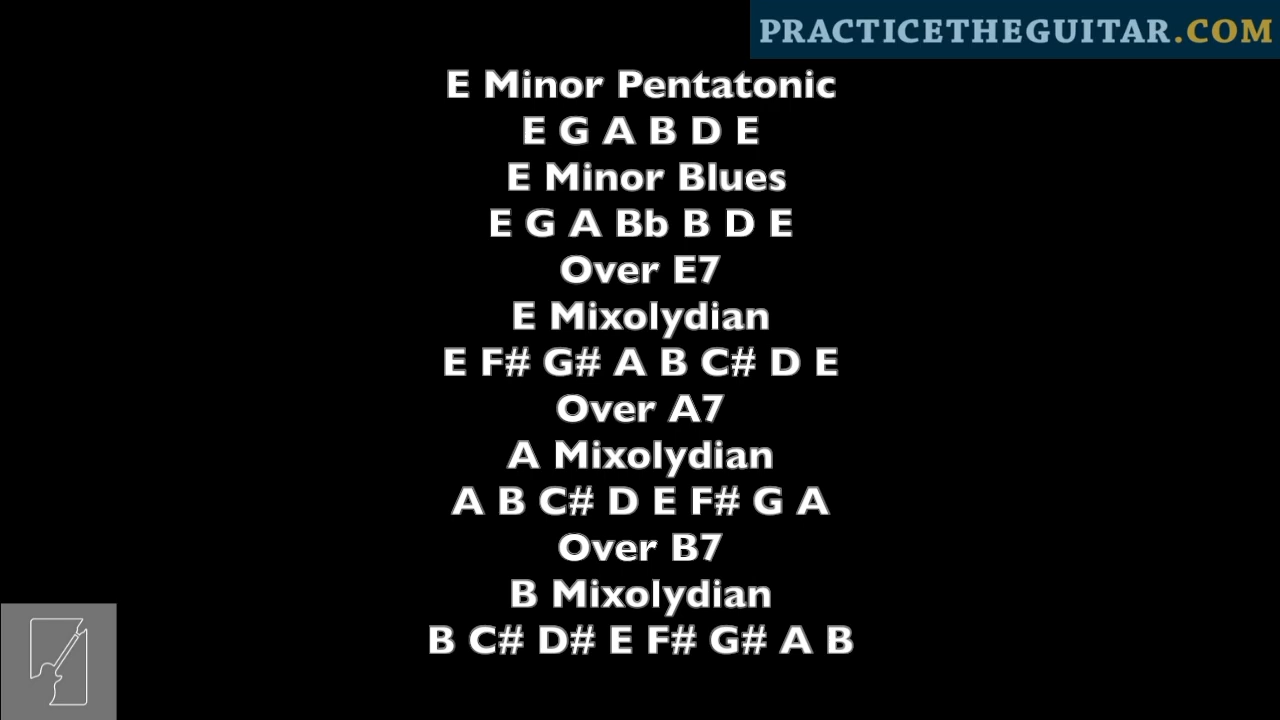 PRACTICETHEGUITAR.COM
E Minor Pentatonic
E G A B D E
E Minor Blues
E G A Bb B D E
Over E7
E Mixolydian
E F# G# A B C# D E
Over A7
A Mixolydian
A B C# D E F# G A
Over B7
B Mixolydian
B C# D# E F# G# A B